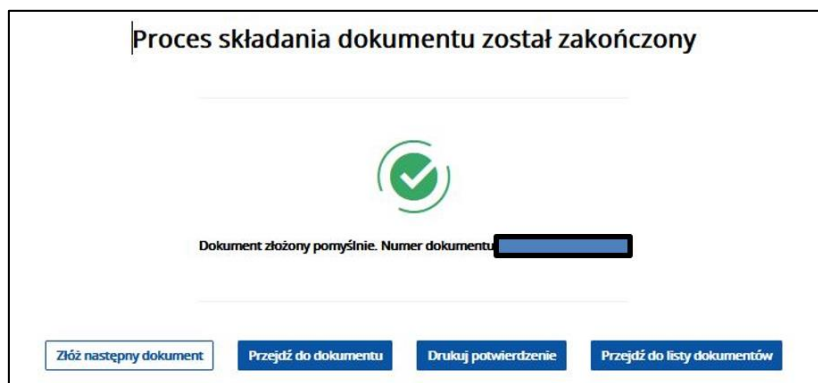 Proces składania dokumentu został zakończony
Dokument złożony pomyślnie. Numer dokumentu
Złóż następny dokument
Przejdź do dokumentu
Drukuj potwierdzenie
Przejdź do listy dokumentów